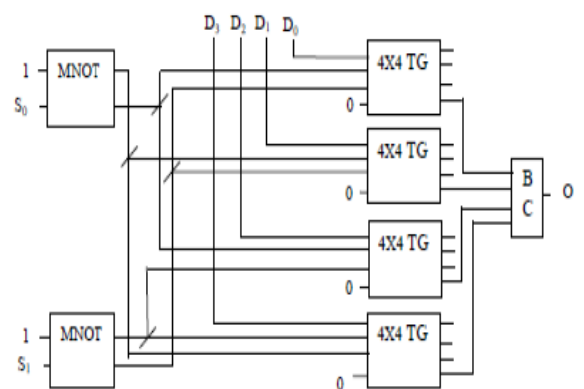 D₃ D₂ D₁ D₀
1 MNOT
S₀
4X4 TG
0
4X4 TG
0
B
C
O
4X4 TG
0
1 MNOT
S₁
4X4 TG
0